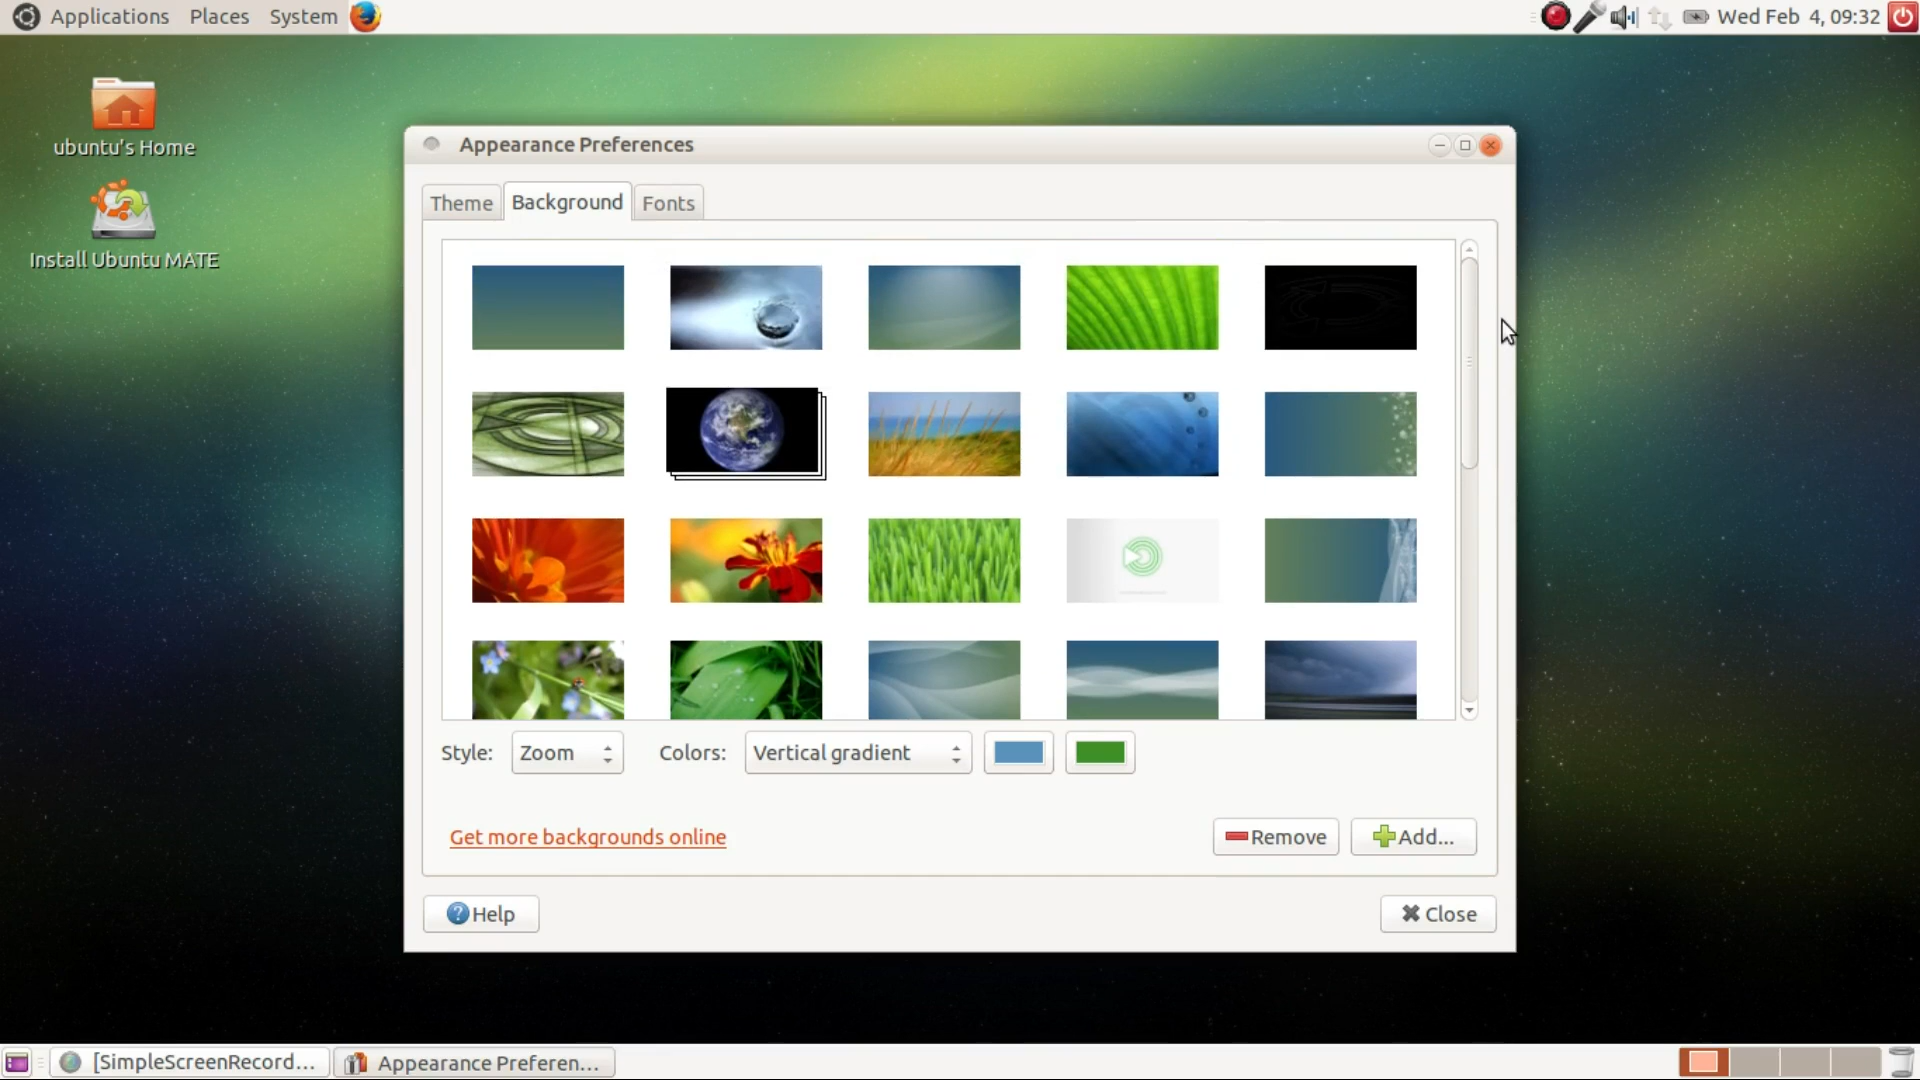 Applications Places System
Wed Feb 4, 09:32
ubuntu's Home
Install Ubuntu MATE
Appearance Preferences
Theme Background Fonts
Style: Zoom Colors: Vertical gradient
Get more backgrounds online
Remove Add...
Help Close
[SimpleScreenRecord... Appearance Preferen...